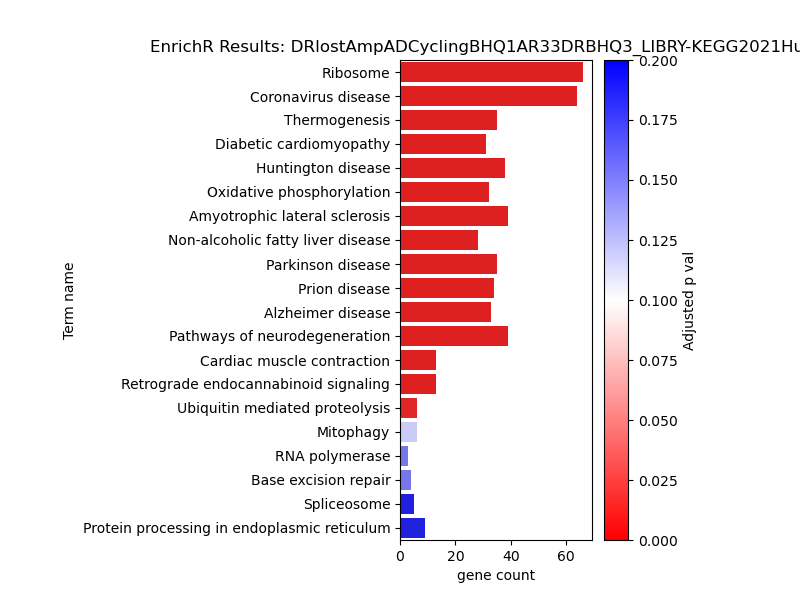 EnrichR Results: DRlostAmpADCyclingBHQ1AR33DRBHQ3_LIBRY-KEGG2021Hu
Ribosome
Coronavirus disease
Thermogenesis
Diabetic cardiomyopathy
Huntington disease
Oxidative phosphorylation
Amyotrophic lateral sclerosis
Non-alcoholic fatty liver disease
Parkinson disease
Prion disease
Alzheimer disease
Pathways of neurodegeneration
Cardiac muscle contraction
Retrograde endocannabinoid signaling
Ubiquitin mediated proteolysis
Mitophagy
RNA polymerase
Base excision repair
Spliceosome
Protein processing in endoplasmic reticulum
Term name
0 20 40 60
gene count
0.200
0.175
0.150
0.125
0.100
0.075
0.050
0.025
0.000
Adjusted p val